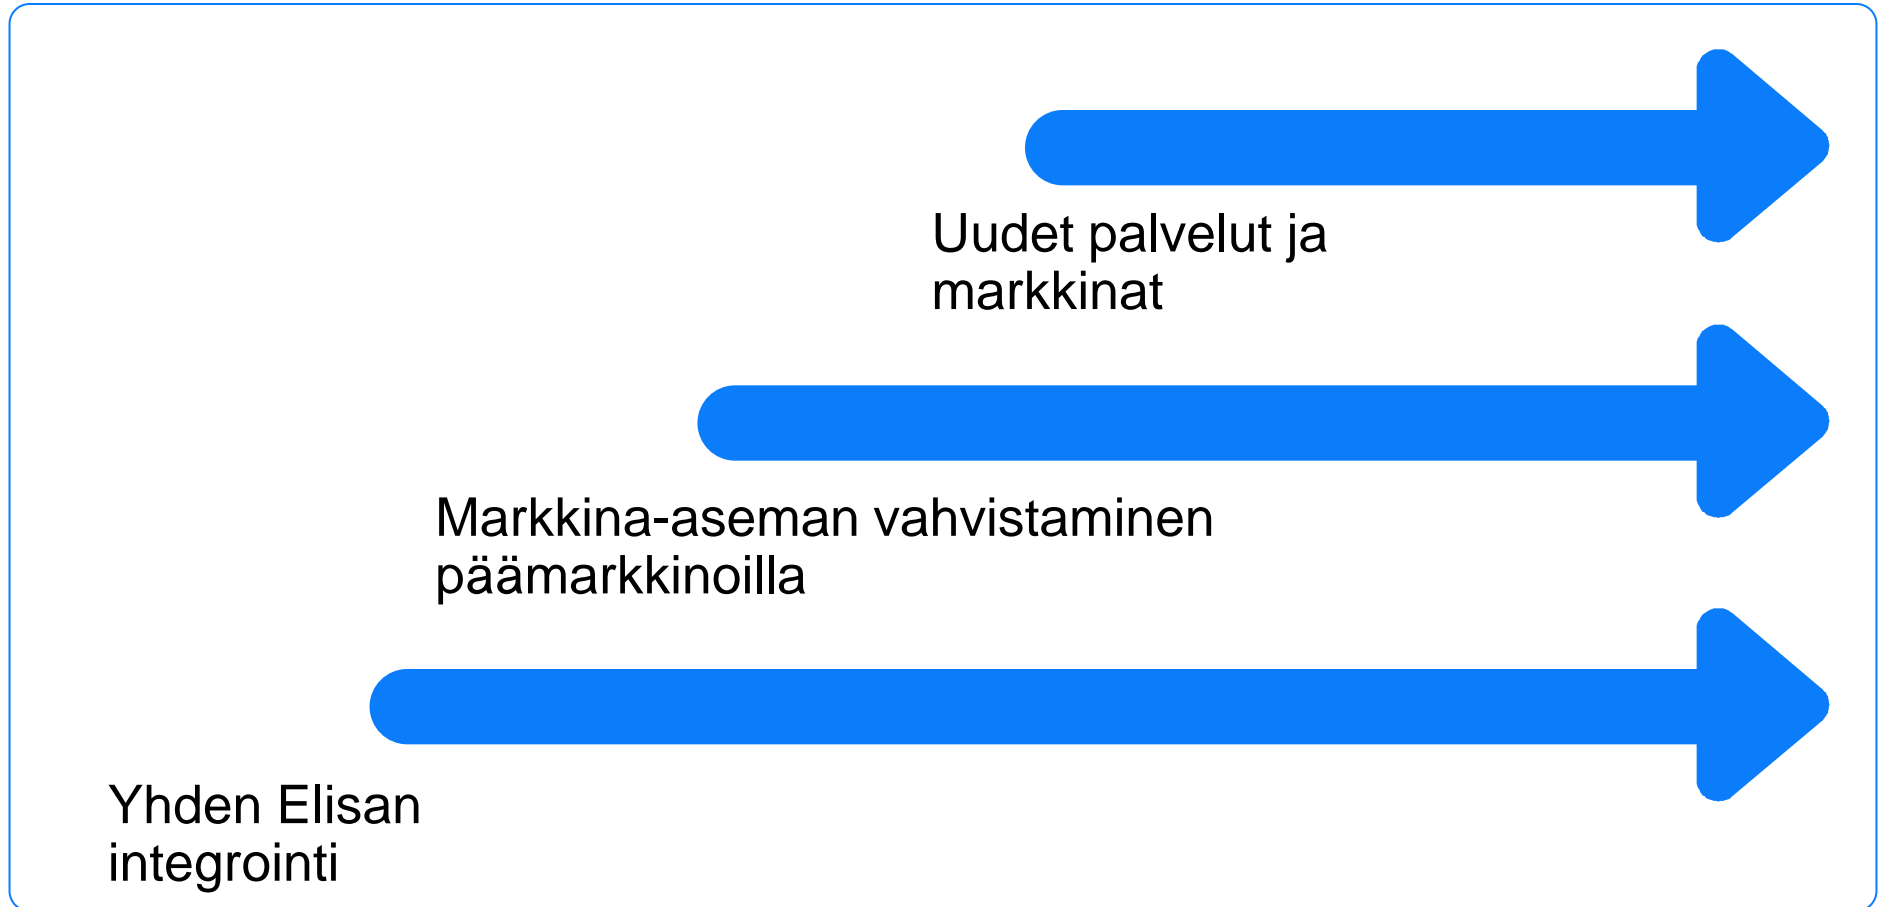 Uudet palvelut ja
markkinat
Markkina-aseman vahvistaminen
päämarkkinoilla
Yhden Elisan
integrointi